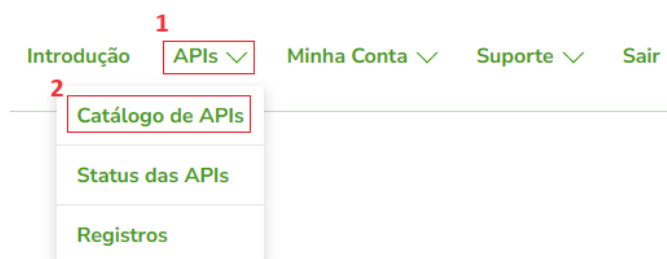 1
Introdução APIs Minha Conta Suporte Sair
2
Catálogo de APIs
Status das APIs
Registros